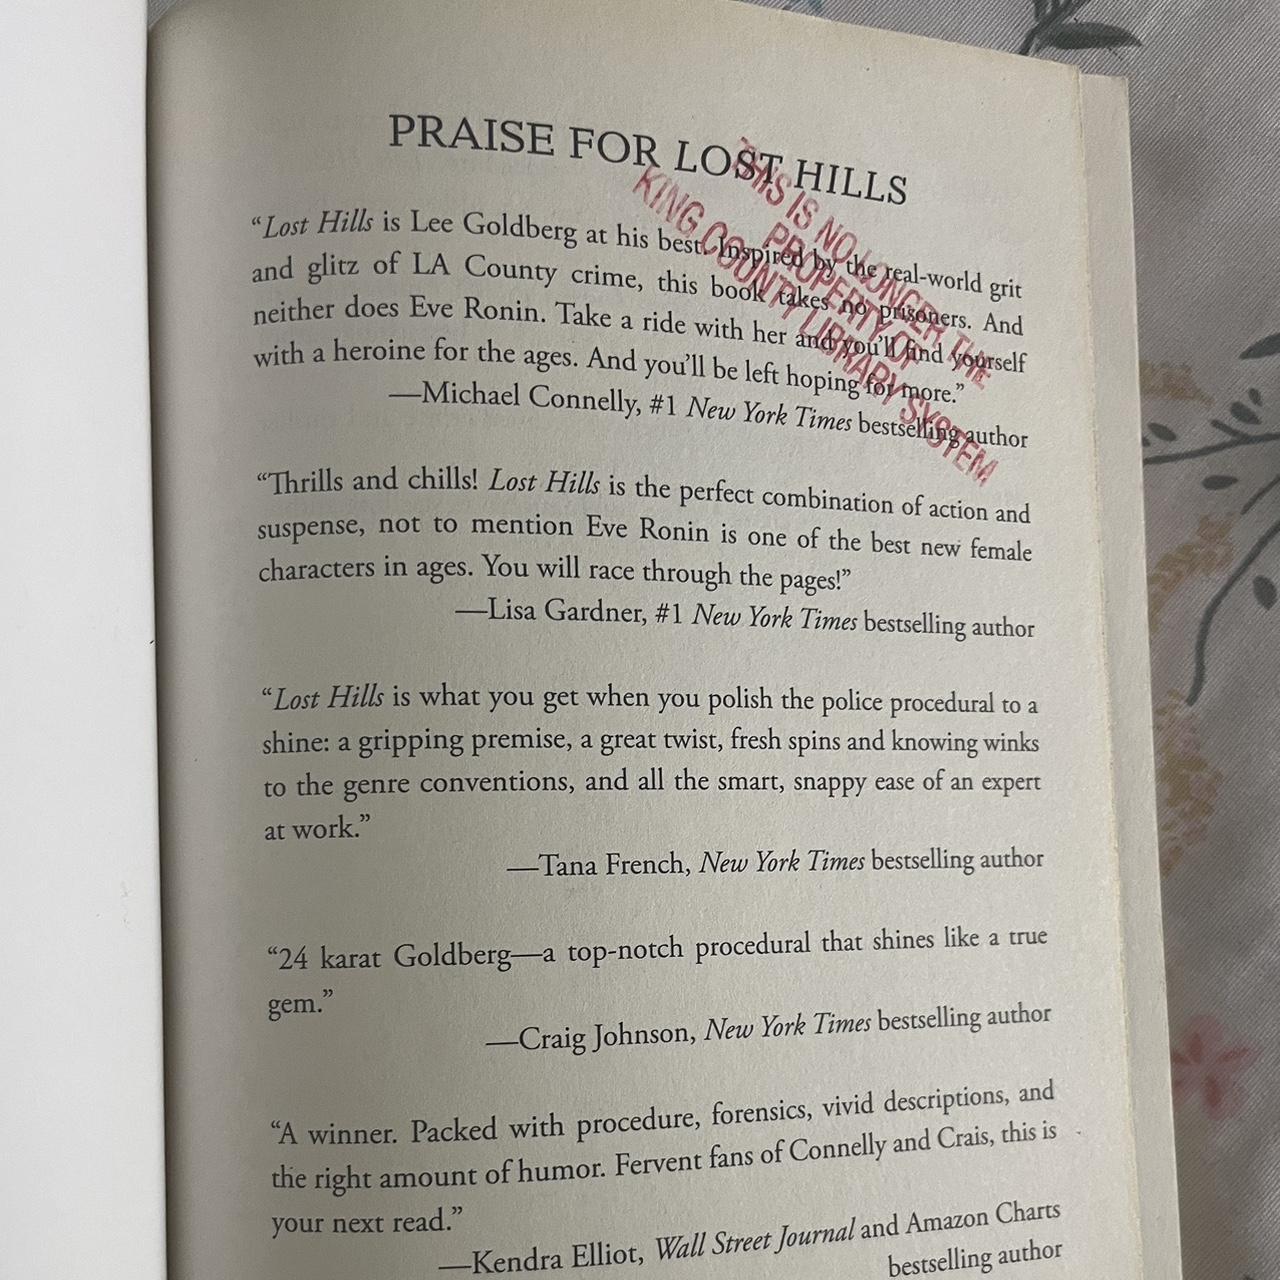 PRAISE FOR LOST HILLS
THIS IS NO LONGER THE
PROPERTY OF
KING COUNTY LIBRARY SYSTEM
“Lost Hills is Lee Goldberg at his best. Inspired by the real-world grit
and glitz of LA County crime, this book takes no prisoners. And
neither does Eve Ronin. Take a ride with her and you’ll find yourself
with a heroine for the ages. And you’ll be left hoping for more.”
—Michael Connelly, #1 New York Times bestselling author
“Thrills and chills! Lost Hills is the perfect combination of action and
suspense, not to mention Eve Ronin is one of the best new female
characters in ages. You will race through the pages!”
—Lisa Gardner, #1 New York Times bestselling author
“Lost Hills is what you get when you polish the police procedural to a
shine: a gripping premise, a great twist, fresh spins and knowing winks
to the genre conventions, and all the smart, snappy ease of an expert
at work.”
—Tana French, New York Times bestselling author
“24 karat Goldberg—a top-notch procedural that shines like a true
gem.”
—Craig Johnson, New York Times bestselling author
“A winner. Packed with procedure, forensics, vivid descriptions, and
the right amount of humor. Fervent fans of Connelly and Crais, this is
your next read.”
—Kendra Elliot, Wall Street Journal and Amazon Charts
bestselling author